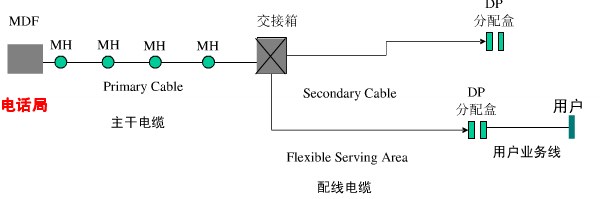 MDF
电话局
MH
MH
MH
MH
Primary Cable
主干电缆
交接箱
DP
分配盒
Secondary Cable
DP
分配盒
用户
用户业务线
Flexible Serving Area
配线电缆